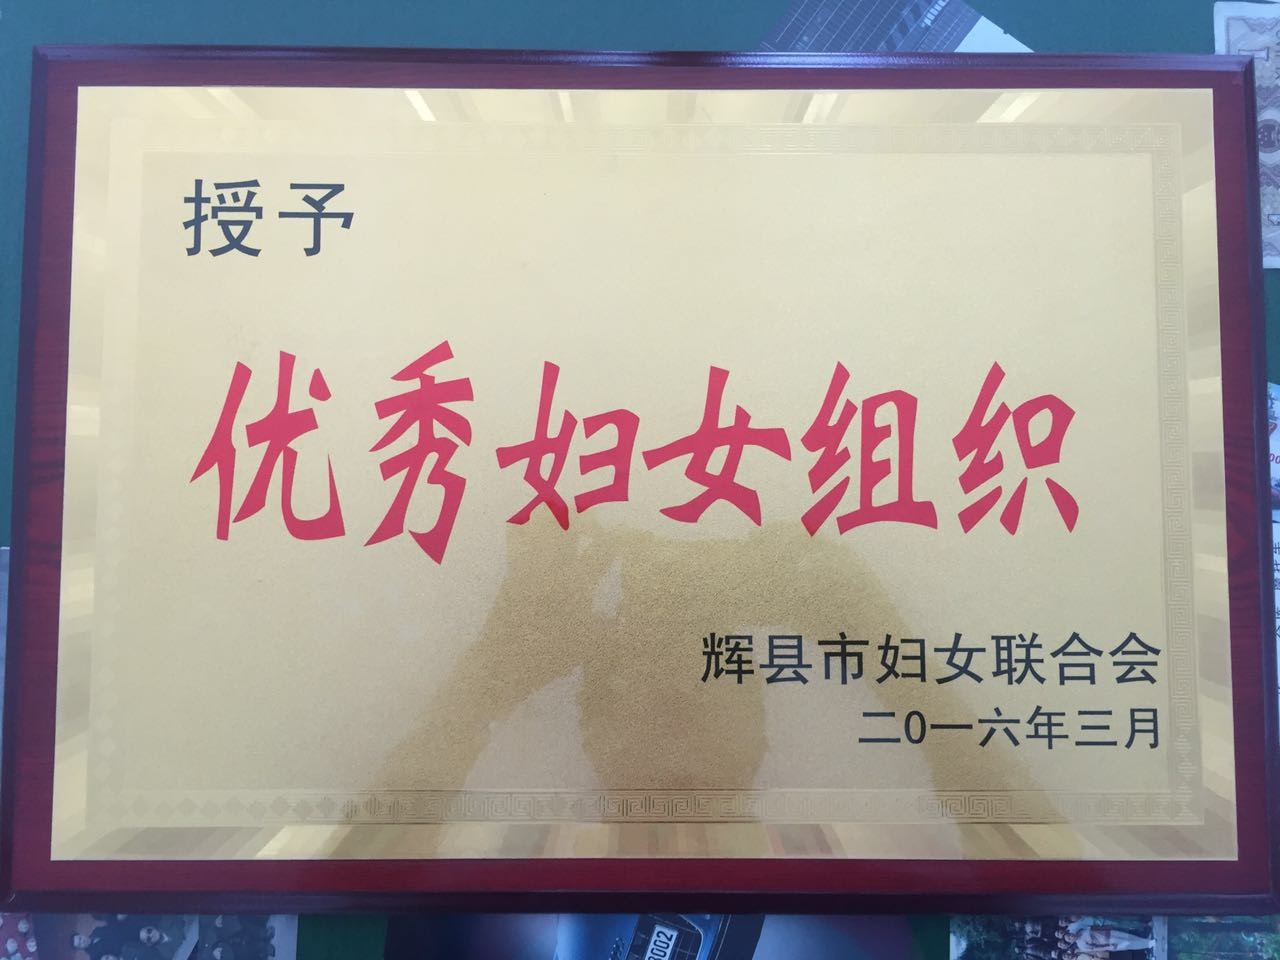 授予
优秀妇女组织
辉县市妇女联合会
二0一六年三月
3002